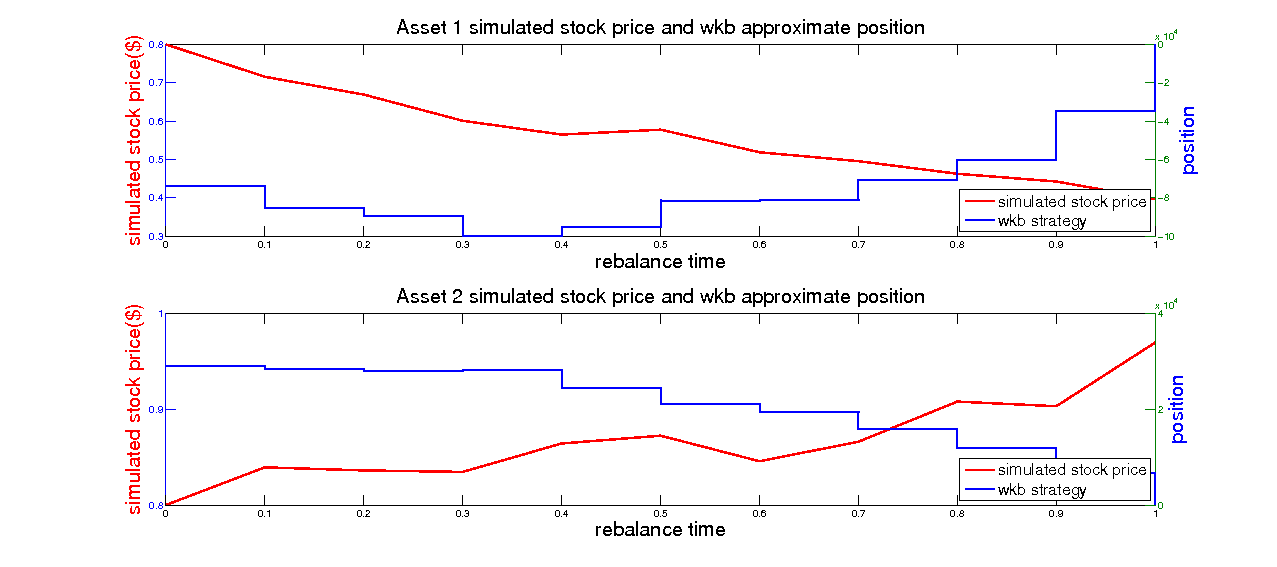 Asset 1 simulated stock price and wkb approximate position
x 10^4
simulated stock price($)
0.8
0.7
0.6
0.5
0.4
0.3
0
-2
-4
-6
-8
-10
position
simulated stock price
wkb strategy
0 0.1 0.2 0.3 0.4 0.5 0.6 0.7 0.8 0.9 1
rebalance time
Asset 2 simulated stock price and wkb approximate position
x 10^4
simulated stock price($)
1
0.9
0.8
4
2
0
position
simulated stock price
wkb strategy
0 0.1 0.2 0.3 0.4 0.5 0.6 0.7 0.8 0.9 1
rebalance time